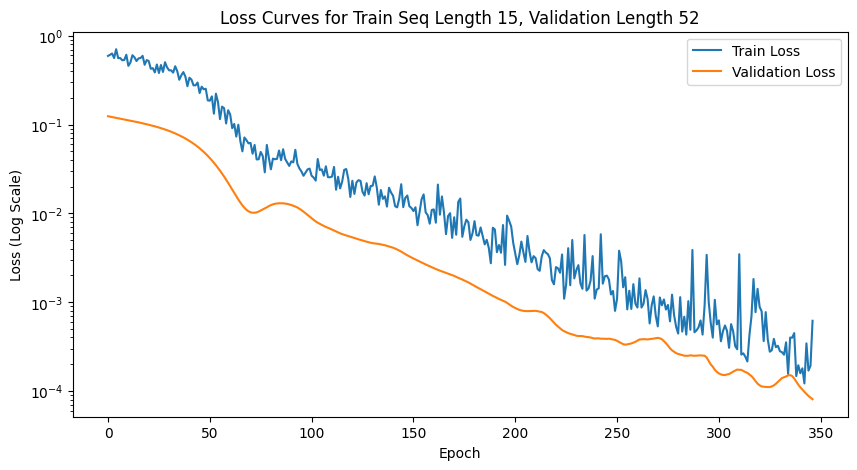 Loss Curves for Train Seq Length 15, Validation Length 52
Train Loss
Validation Loss
Loss (Log Scale)
10⁰
10⁻¹
10⁻²
10⁻³
10⁻⁴
0 50 100 150 200 250 300 350
Epoch